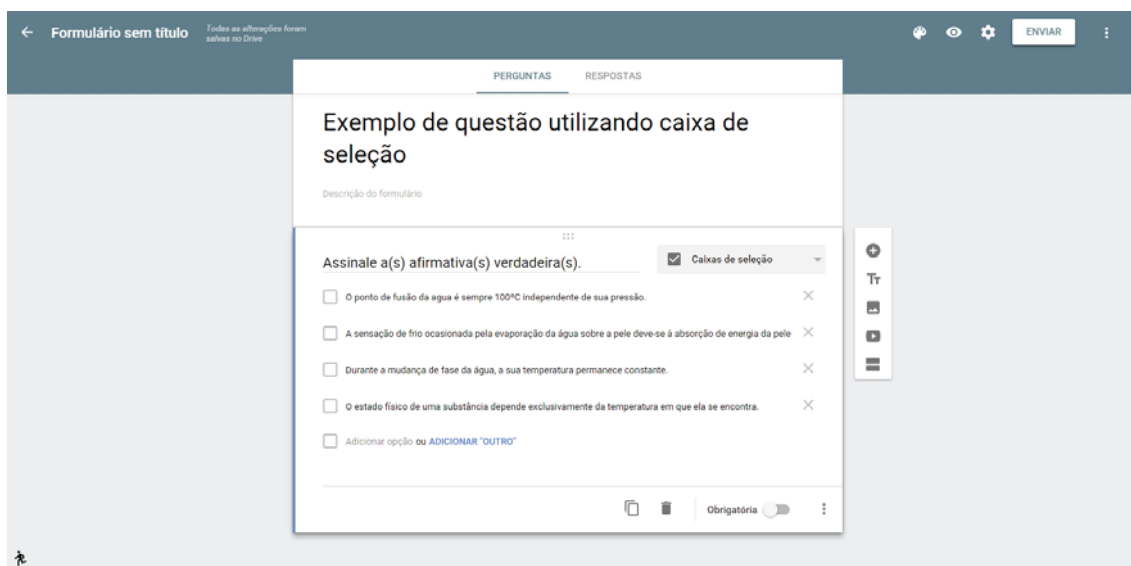 Formulário sem título
Todas as alterações foram
salvas no Drive
ENVIAR
PERGUNTAS RESPOSTAS
Exemplo de questão utilizando caixa de
seleção
Descrição do formulário
Assinale a(s) afirmativa(s) verdadeira(s).
Caixas de seleção
O ponto de fusão da agua é sempre 100ºC independente de sua pressão.
A sensação de frio ocasionada pela evaporação da água sobre a pele deve-se à absorção de energia da pele
Durante a mudança de fase da água, a sua temperatura permanece constante.
O estado físico de uma substância depende exclusivamente da temperatura em que ela se encontra.
Adicionar opção ou ADICIONAR "OUTRO"
Obrigatória